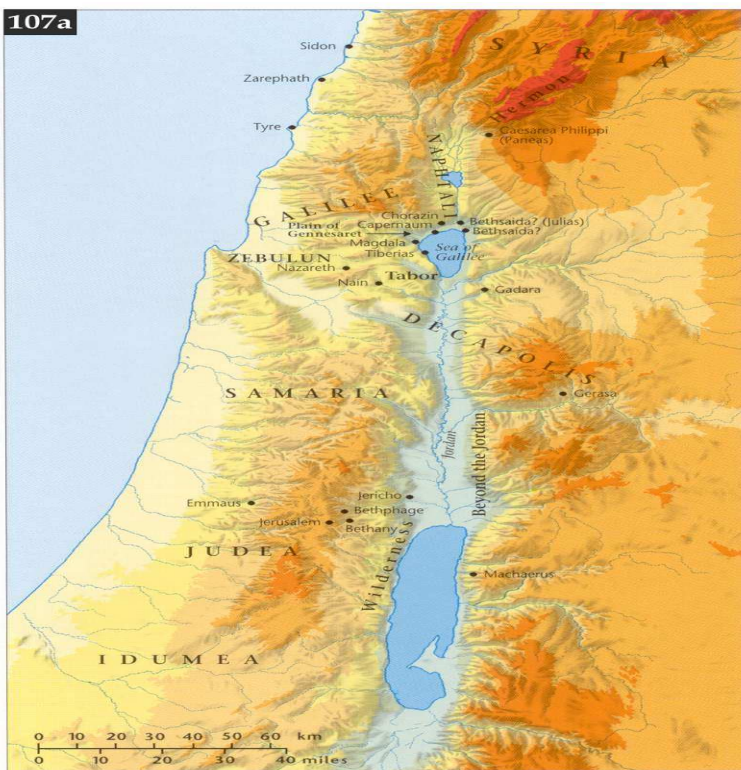 107a
Sidon
SYRIA
Zarephath
Hermon
Tyre
Caesarea Philippi
(Paneas)
NAPHTALI
GALILEE
Chorazin
Bethsaida? (Julias)
Plain of
Gennesaret
Capernaum
Bethsaida?
Magdala
Sea of
Galilee
Tiberias
ZEBULUN
Nazareth
Tabor
Nain
Gadara
DECAPOLIS
SAMARIA
Gerasa
Jordan
Beyond the Jordan
Jericho
Emmaus
Bethphage
Jerusalem
Bethany
JUDEA
Wilderness
Machaerus
IDUMEA
0 10 20 30 40 50 60 km
0 10 20 30 40 miles